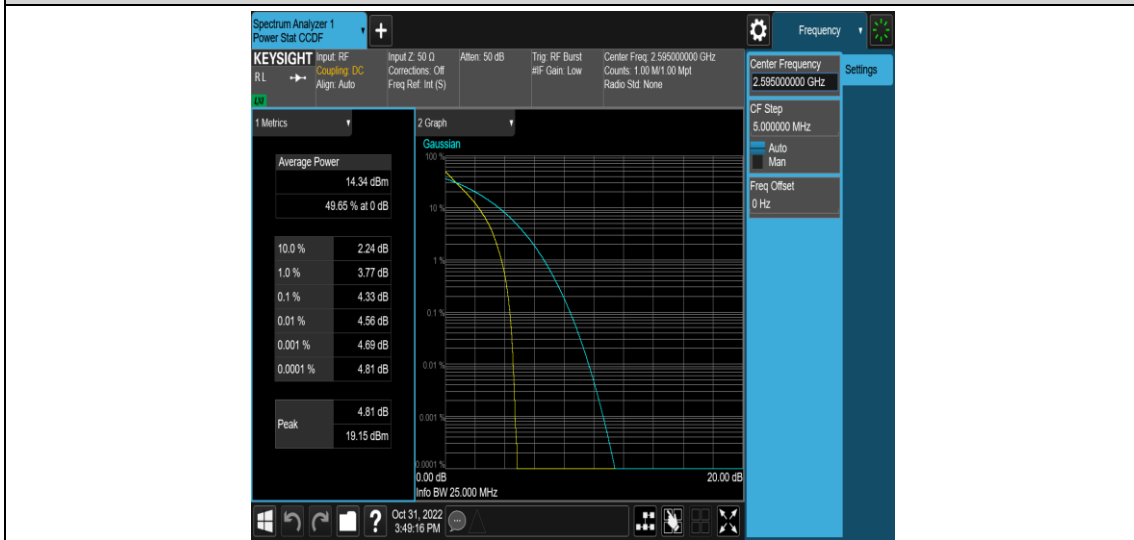 Spectrum Analyzer 1
Power Stat CCDF
+
Frequency
KEYSIGHT
RL
LXI
Input: RF
Coupling: DC
Align: Auto
Input Z: 50 Ω
Corrections: Off
Freq Ref: Int (S)
Atten: 50 dB
Trig: RF Burst
#IF Gain: Low
Center Freq: 2.595000000 GHz
Counts: 1.00 M/1.00 Mpt
Radio Std: None
Center Frequency
2.595000000 GHz
Settings
CF Step
5.000000 MHz
Auto
Man
Freq Offset
0 Hz
1 Metrics
Average Power
14.34 dBm
49.65 % at 0 dB
10.0 % 2.24 dB
1.0 % 3.77 dB
0.1 % 4.33 dB
0.01 % 4.56 dB
0.001 % 4.69 dB
0.0001 % 4.81 dB
Peak
4.81 dB
19.15 dBm
2 Graph
Gaussian
100 %
10 %
1 %
0.1 %
0.01 %
0.001 %
0.0001 %
0.00 dB 20.00 dB
Info BW 25.000 MHz
?
Oct 31, 2022
3:49:16 PM